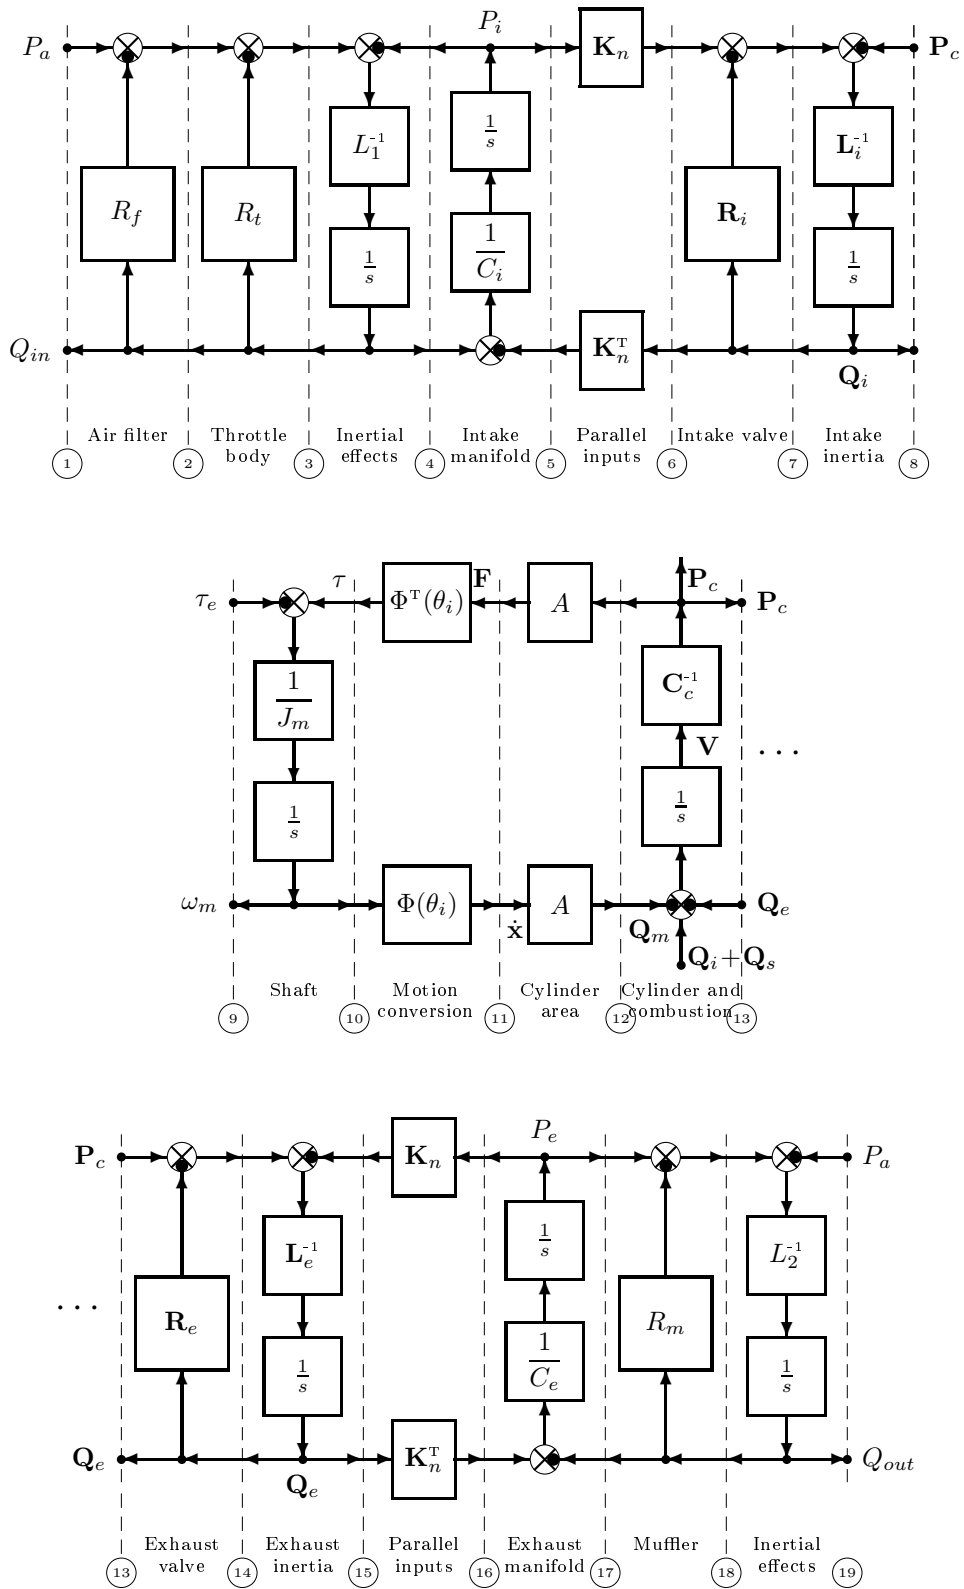 P_a P_i K_n P_c
1/s
L_1^-1 L_i^-1
R_f R_t R_i
1/s 1/C_i 1/s
Q_in K_n^T
Q_i
Air filter Throttle body Inertial effects Intake manifold Parallel inputs Intake valve Intake inertia
1 2 3 4 5 6 7 8
τ_e τ Φ^T(θ_i) F A P_c P_c
1/J_m C_c^-1
V ...
1/s 1/s
ω_m Φ(θ_i) ẋ A Q_m Q_e
Q_i+Q_s
Shaft Motion conversion Cylinder area Cylinder and combustion
9 10 11 12 13
P_c K_n P_e P_a
L_e^-1 1/s L_2^-1
... R_e R_m
1/s 1/C_e 1/s
Q_e Q_e K_n^T Q_out
Exhaust valve Exhaust inertia Parallel inputs Exhaust manifold Muffler Inertial effects
13 14 15 16 17 18 19